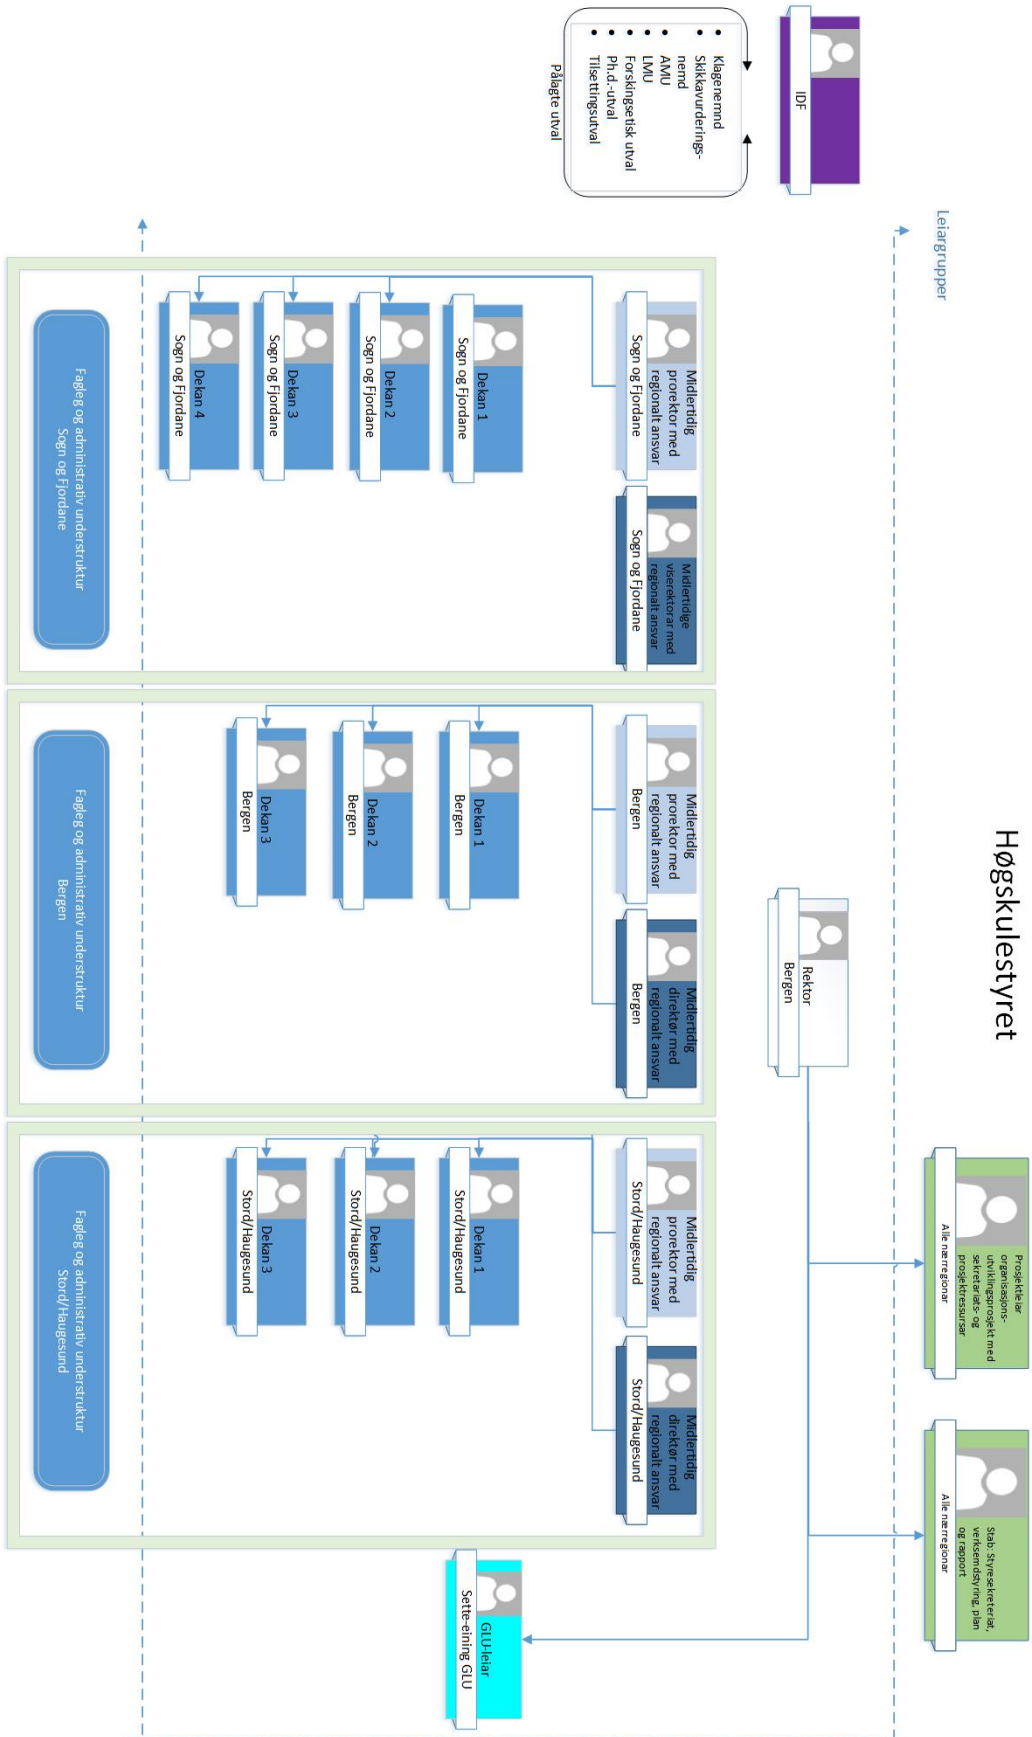 Høgskulestyret
Leiargrupper
IDF
Klagenemnd
Skikkavurderings-
nemd
AMU
LMU
Forskingsetisk utval
Ph.d.-utval
Tilsettingsutval
Pålagte utval
Rektor
Bergen
Prosjektleiar
organisasjons-
utviklingsprosjekt med
sekretariats- og
prosjektressursar
Alle nærregionar
Stab: Styresekreteriat,
verksemdstyring, plan
og rapport
Alle nærregionar
Midlertidig
prorektor med
regionalt ansvar
Sogn og Fjordane
Midlertidige
viserektorar med
regionalt ansvar
Sogn og Fjordane
Dekan 1
Sogn og Fjordane
Dekan 2
Sogn og Fjordane
Dekan 3
Sogn og Fjordane
Dekan 4
Sogn og Fjordane
Fagleg og administrativ understruktur
Sogn og Fjordane
Midlertidig
prorektor med
regionalt ansvar
Bergen
Midlertidig
direktør med
regionalt ansvar
Bergen
Dekan 1
Bergen
Dekan 2
Bergen
Dekan 3
Bergen
Fagleg og administrativ understruktur
Bergen
Midlertidig
prorektor med
regionalt ansvar
Stord/Haugesund
Midlertidig
direktør med
regionalt ansvar
Stord/Haugesund
Dekan 1
Stord/Haugesund
Dekan 2
Stord/Haugesund
Dekan 3
Stord/Haugesund
Fagleg og administrativ understruktur
Stord/Haugesund
GLU-leiar
Sette-eining GLU